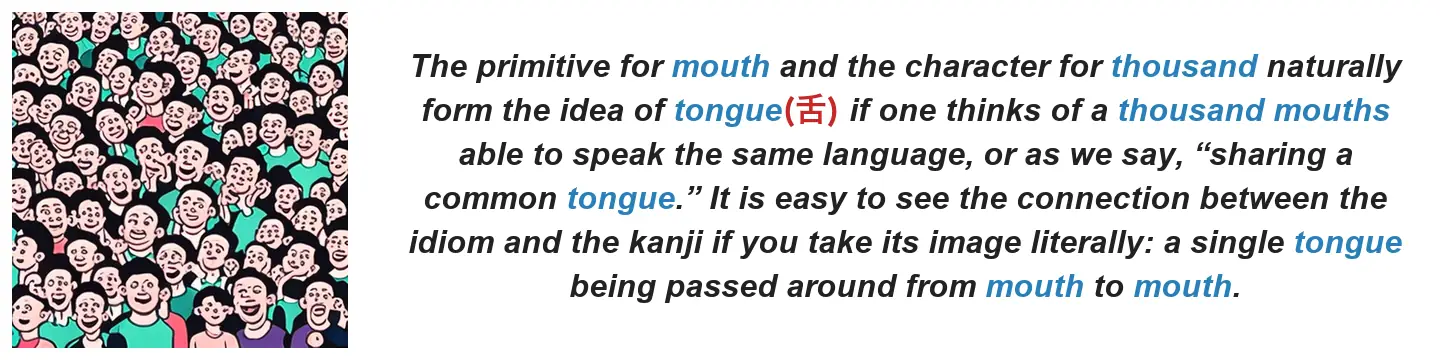 The primitive for mouth and the character for thousand naturally
form the idea of tongue(舌) if one thinks of a thousand mouths
able to speak the same language, or as we say, “sharing a
common tongue.” It is easy to see the connection between the
idiom and the kanji if you take its image literally: a single tongue
being passed around from mouth to mouth.